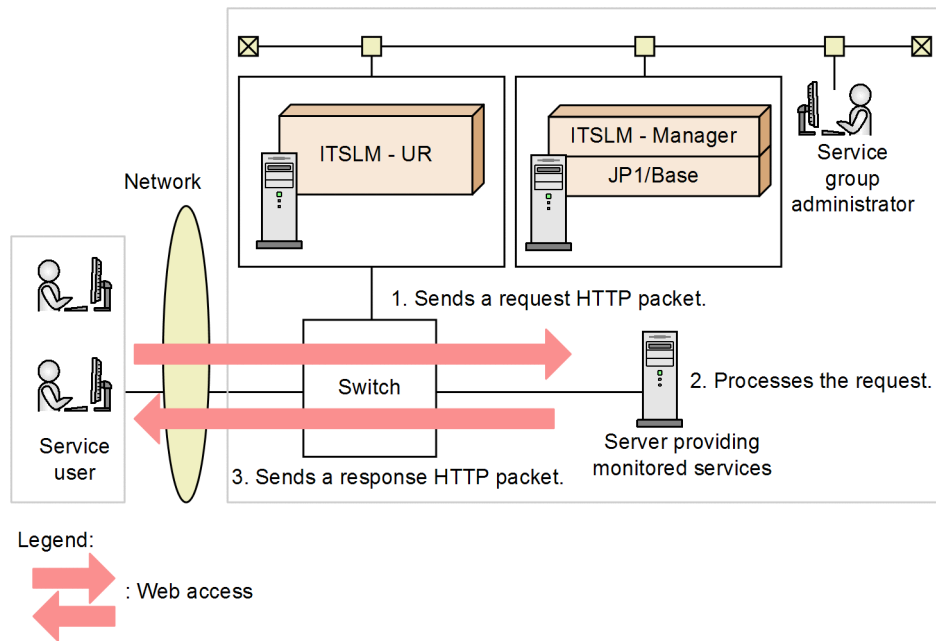 ITSLM - UR
ITSLM - Manager
JP1/Base
Service
group
administrator
Network
1. Sends a request HTTP packet.
Switch
2. Processes the request.
Service
user
Server providing
monitored services
3. Sends a response HTTP packet.
Legend:
: Web access